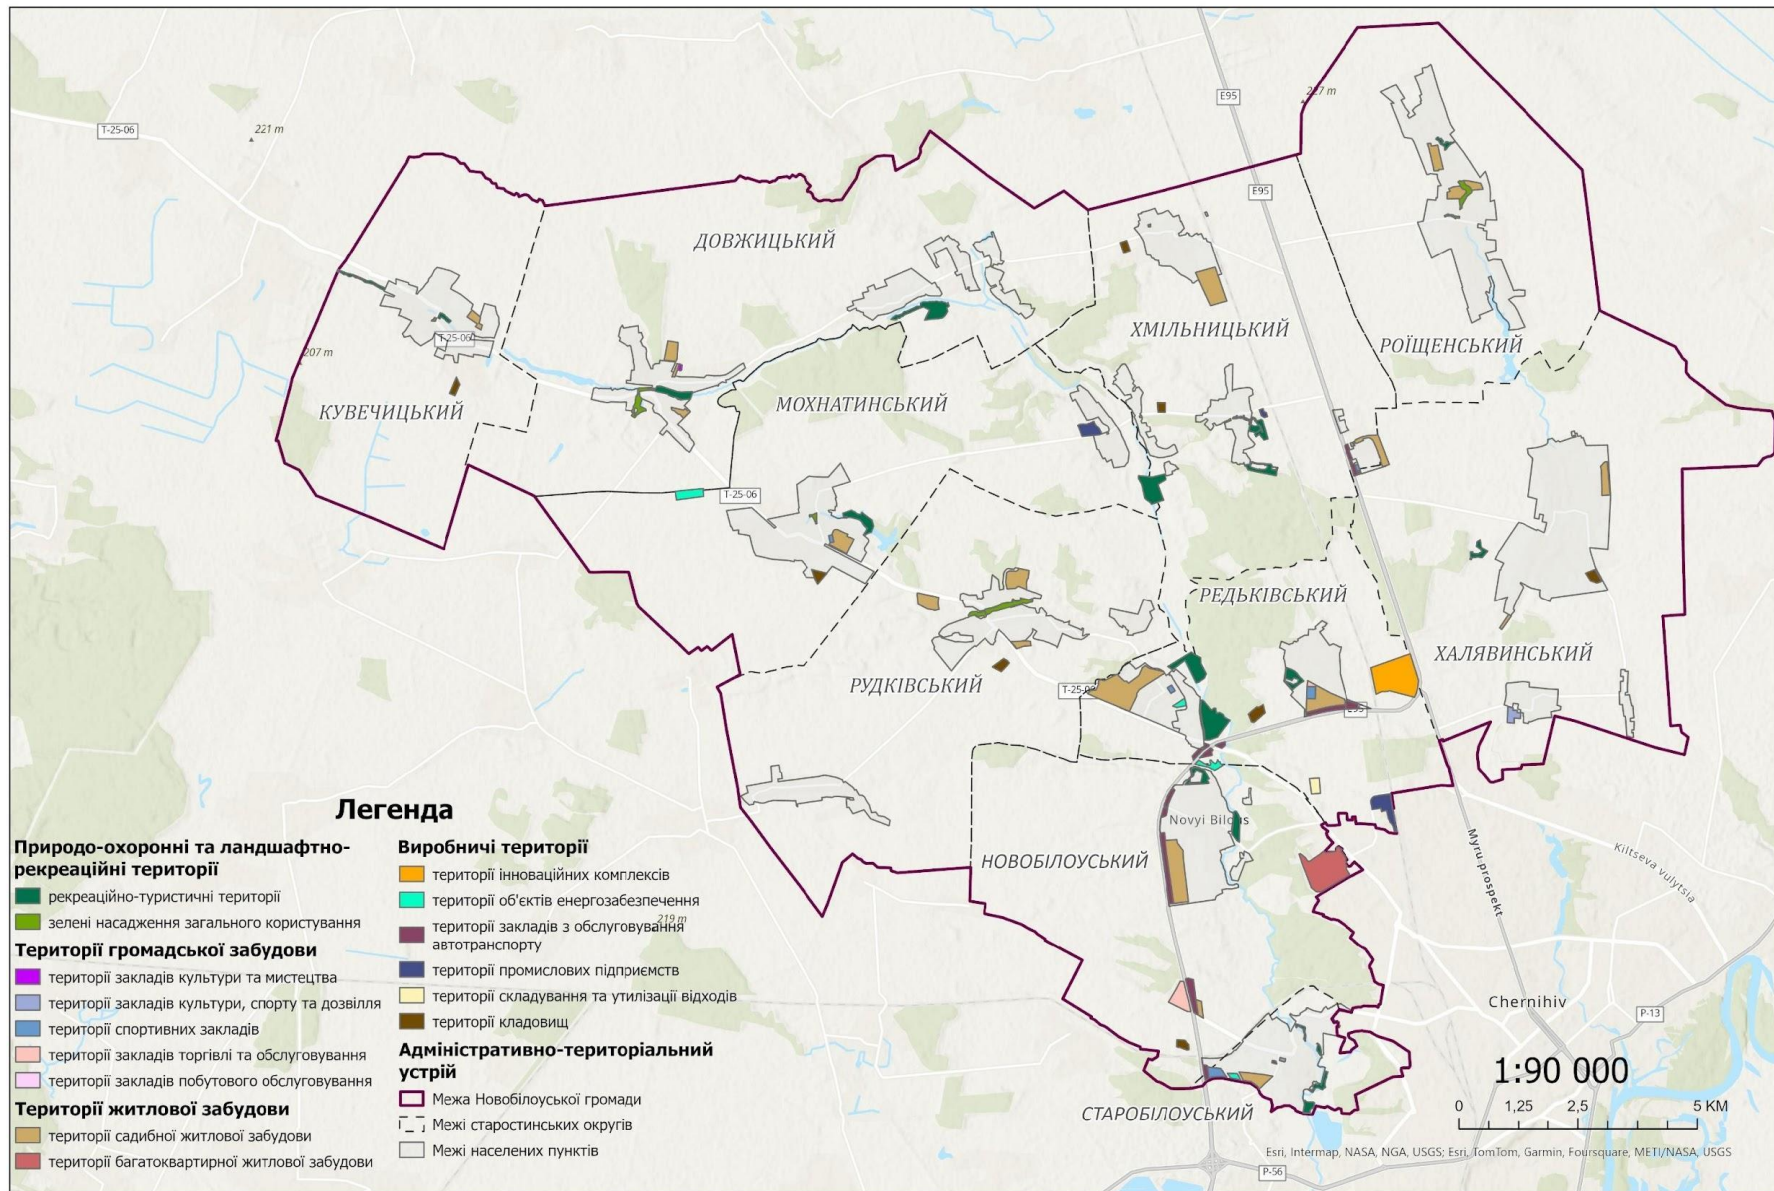 E95
227 m
T-25-06
221 m
E95
ДОВЖИЦЬКИЙ
ХМІЛЬНИЦЬКИЙ
T-25-06
РОЇЩЕНСЬКИЙ
207 m
КУВЕЧИЦЬКИЙ
МОХНАТИНСЬКИЙ
T-25-06
РЕДЬКІВСЬКИЙ
ХАЛЯВИНСЬКИЙ
РУДКІВСЬКИЙ
E95
Novyi Bilous
НОВОБІЛОУСЬКИЙ
Myru prospekt
Kiltseva vulytsia
219 m
Chernihiv
P-13
СТАРОБІЛОУСЬКИЙ
P-56
Легенда
Природо-охоронні та ландшафтно-
рекреаційні території
рекреаційно-туристичні території
зелені насадження загального користування
Території громадської забудови
території закладів культури та мистецтва
території закладів культури, спорту та дозвілля
території спортивних закладів
території закладів торгівлі та обслуговування
території закладів побутового обслуговування
Території житлової забудови
території садибної житлової забудови
території багатоквартирної житлової забудови
Виробничі території
території інноваційних комплексів
території об'єктів енергозабезпечення
території закладів з обслуговування
автотранспорту
території промислових підприємств
території складування та утилізації відходів
території кладовищ
Адміністративно-територіальний
устрій
Межа Новобілоуської громади
Межі старостинських округів
Межі населених пунктів
1:90 000
0 1,25 2,5 5 KM
Esri, Intermap, NASA, NGA, USGS; Esri, TomTom, Garmin, Foursquare, METI/NASA, USGS